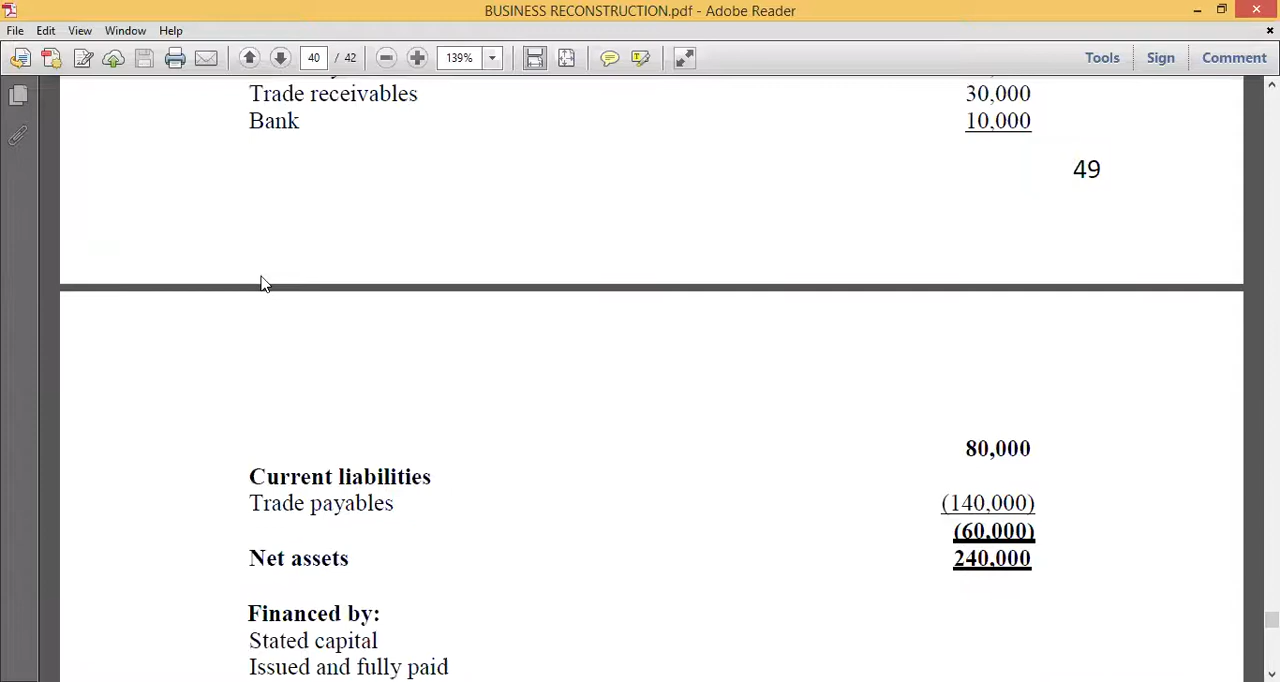 BUSINESS RECONSTRUCTION.pdf - Adobe Reader
File Edit View Window Help
40 / 42 139% Tools Sign Comment
Trade receivables 30,000
Bank 10,000
49
80,000
Current liabilities
Trade payables (140,000)
(60,000)
Net assets 240,000
Financed by:
Stated capital
Issued and fully paid